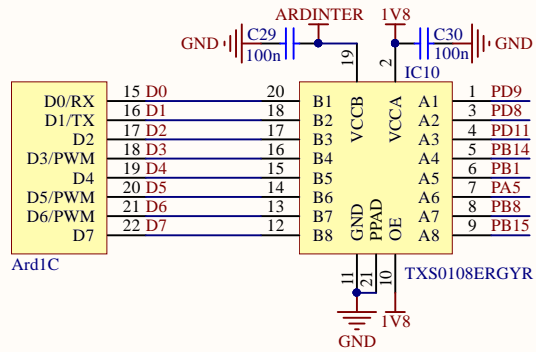 ARDINTER 1V8
C29 C30
GND GND
100n 100n
19 2 IC10
D0/RX 15 D0 20 B1 VCCB VCCA A1 1 PD9
D1/TX 16 D1 18 B2 A2 3 PD8
D2 17 D2 17 B3 A3 4 PD11
D3/PWM 18 D3 16 B4 A4 5 PB14
D4 19 D4 15 B5 A5 6 PB1
D5/PWM 20 D5 14 B6 A6 7 PA5
D6/PWM 21 D6 13 B7 A7 8 PB8
D7 22 D7 12 B8 A8 9 PB15
GND PPAD OE
Ard1C 11 21 10 TXS0108ERGYR
1V8
GND